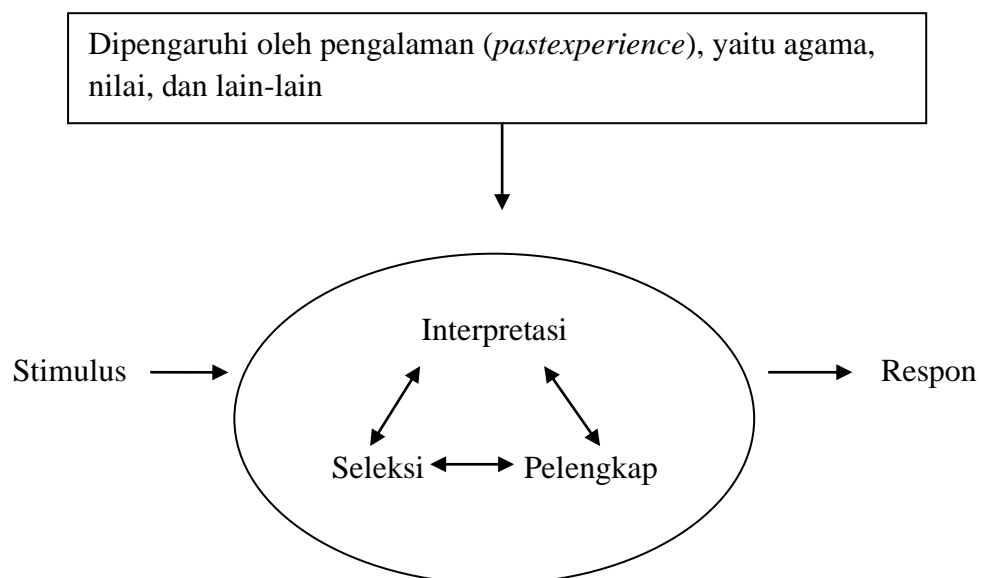 Dipengaruhi oleh pengalaman (pastexperience), yaitu agama,
nilai, dan lain-lain
Interpretasi
Stimulus
Respon
Seleksi
Pelengkap